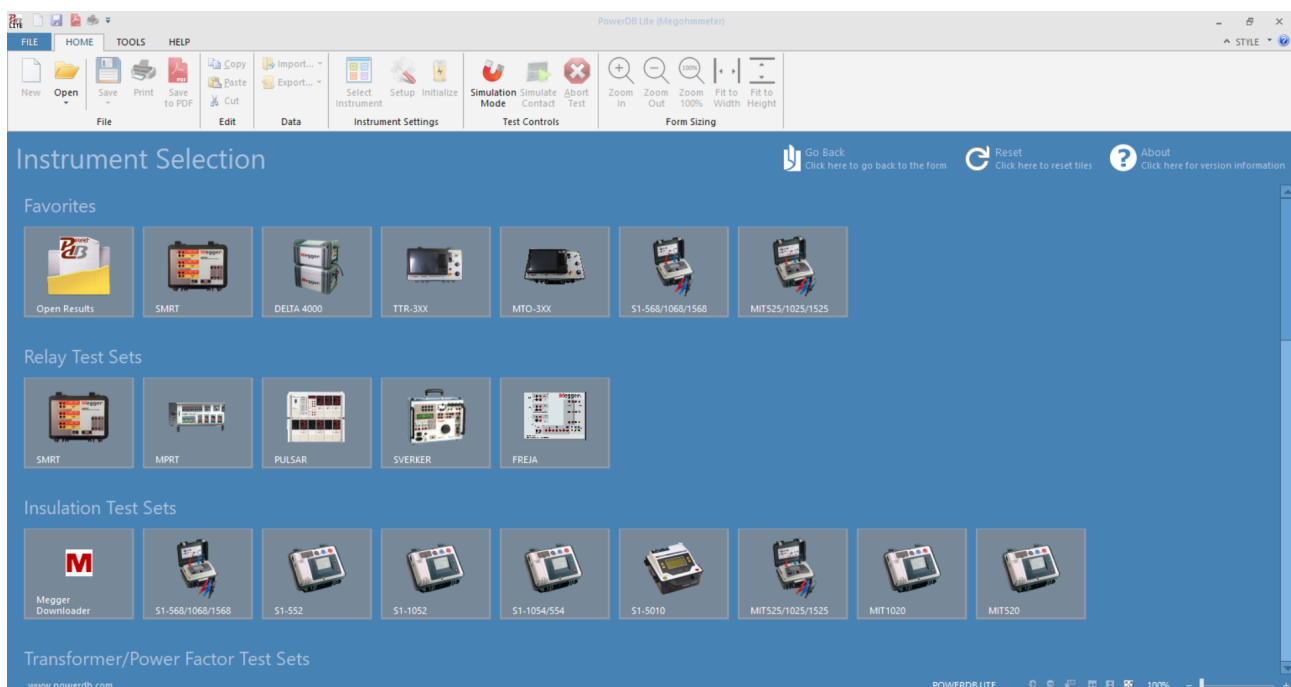 PowerDB Lite (Megohmmeter)
FILE HOME TOOLS HELP STYLE
New Open Save Print Save to PDF
Copy
Paste
Cut
Import...
Export...
Select Instrument Setup Initialize
Simulation Mode Simulate Contact Abort Test
Zoom In Zoom Out 100% Zoom 100% Fit to Width Fit to Height
File Edit Data Instrument Settings Test Controls Form Sizing
Instrument Selection
Go Back
Click here to go back to the form
Reset
Click here to reset tiles
About
Click here for version information
Favorites
Open Results SMRT DELTA 4000 TTR-3XX MTO-3XX S1-568/1068/1568 MIT525/1025/1525
Relay Test Sets
SMRT MPRT PULSAR SVERKER FREJA
Insulation Test Sets
M
Megger Downloader S1-568/1068/1568 S1-552 S1-1052 S1-1054/554 S1-5010 MIT525/1025/1525 MIT1020 MIT520
Transformer/Power Factor Test Sets
www.powerdb.com POWERDB LITE 100%